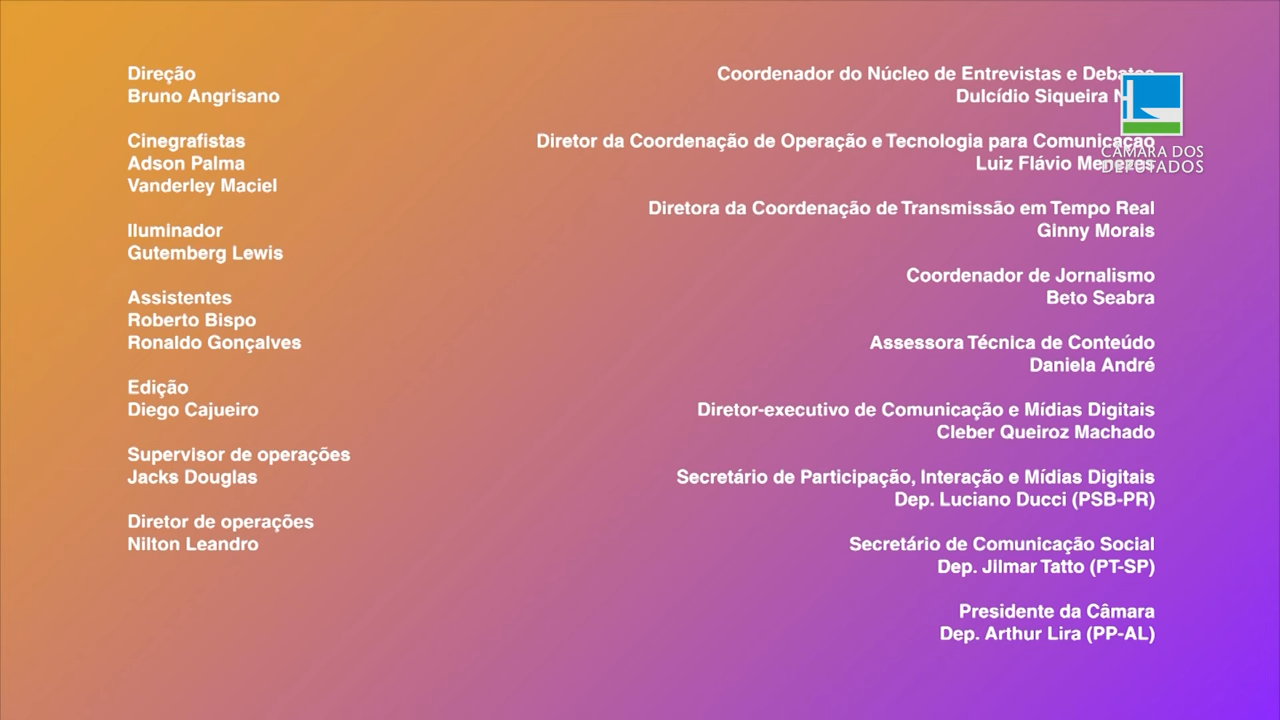 Direção
Bruno Angrisano
Cinegrafistas
Adson Palma
Vanderley Maciel
Iluminador
Gutemberg Lewis
Assistentes
Roberto Bispo
Ronaldo Gonçalves
Edição
Diego Cajueiro
Supervisor de operações
Jacks Douglas
Diretor de operações
Nilton Leandro
Coordenador do Núcleo de Entrevistas e Debates
Dulcídio Siqueira
Diretor da Coordenação de Operação e Tecnologia para Comunicação
Luiz Flávio Menezes
Diretora da Coordenação de Transmissão em Tempo Real
Ginny Morais
Coordenador de Jornalismo
Beto Seabra
Assessora Técnica de Conteúdo
Daniela André
Diretor-executivo de Comunicação e Mídias Digitais
Cleber Queiroz Machado
Secretário de Participação, Interação e Mídias Digitais
Dep. Luciano Ducci (PSB-PR)
Secretário de Comunicação Social
Dep. Jilmar Tatto (PT-SP)
Presidente da Câmara
Dep. Arthur Lira (PP-AL)
CÂMARA DOS
DEPUTADOS